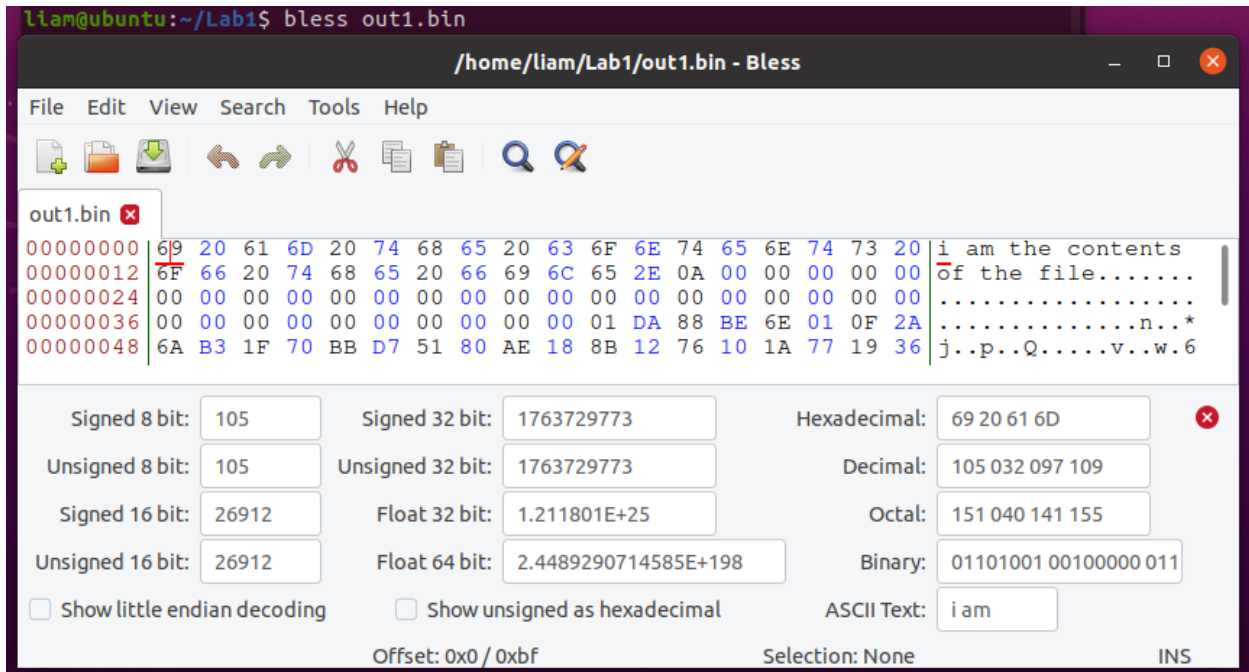 liam@ubuntu:~/Lab1$ bless out1.bin
/home/liam/Lab1/out1.bin - Bless
File Edit View Search Tools Help
out1.bin
00000000 69 20 61 6D 20 74 68 65 20 63 6F 6E 74 65 6E 74 73 20 i am the contents
00000012 6F 66 20 74 68 65 20 66 69 6C 65 2E 0A 00 00 00 00 00 of the file.......
00000024 00 00 00 00 00 00 00 00 00 00 00 00 00 00 00 00 00 00 ..................
00000036 00 00 00 00 00 00 00 00 00 00 01 DA 88 BE 6E 01 0F 2A ..............n..*
00000048 6A B3 1F 70 BB D7 51 80 AE 18 8B 12 76 10 1A 77 19 36 j..p..Q.....v..w.6
Signed 8 bit: 105 Signed 32 bit: 1763729773 Hexadecimal: 69 20 61 6D
Unsigned 8 bit: 105 Unsigned 32 bit: 1763729773 Decimal: 105 032 097 109
Signed 16 bit: 26912 Float 32 bit: 1.211801E+25 Octal: 151 040 141 155
Unsigned 16 bit: 26912 Float 64 bit: 2.4489290714585E+198 Binary: 01101001 00100000 011
Show little endian decoding Show unsigned as hexadecimal ASCII Text: i am
Offset: 0x0 / 0xbf Selection: None INS